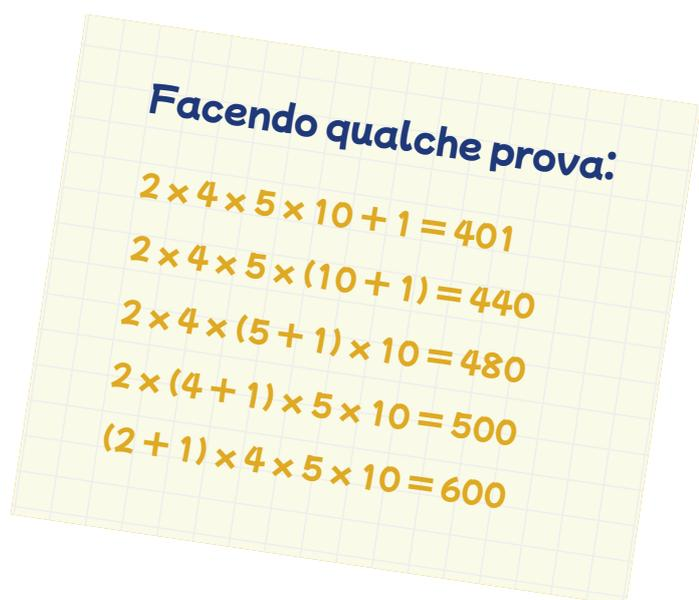 Facendo qualche prova:
2 × 4 × 5 × 10 + 1 = 401
2 × 4 × 5 × (10 + 1) = 440
2 × 4 × (5 + 1) × 10 = 480
2 × (4 + 1) × 5 × 10 = 500
(2 + 1) × 4 × 5 × 10 = 600